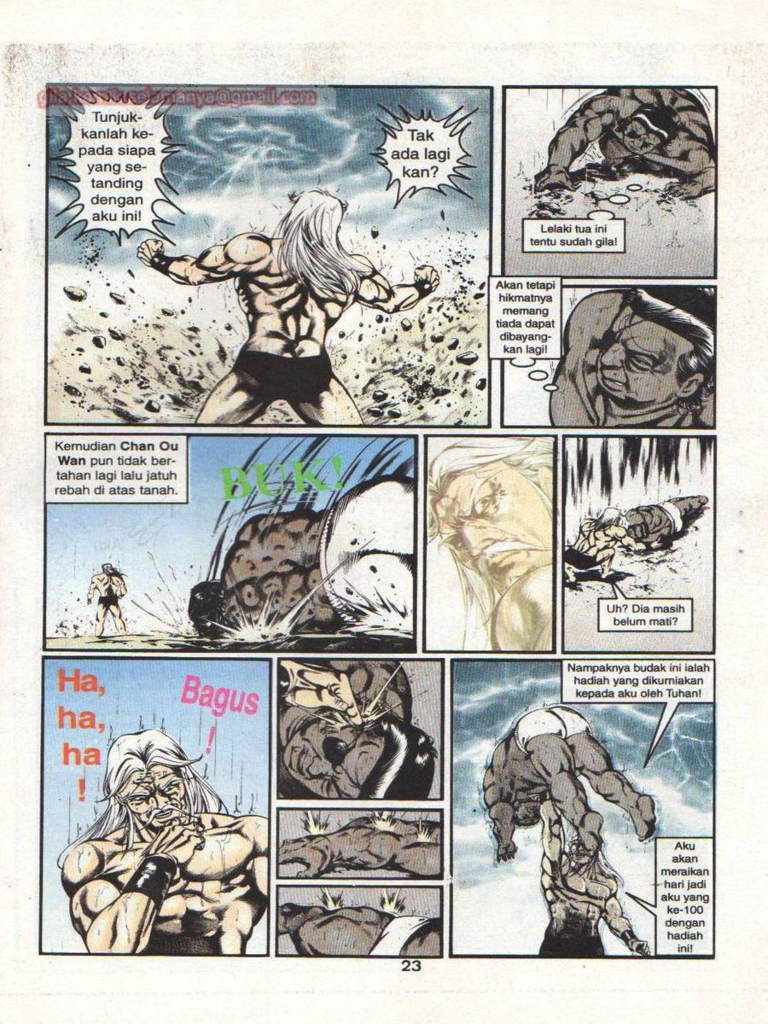 Tunjuk-
kanlah ke-
pada siapa
yang se-
tanding
dengan
aku ini!
Tak
ada lagi
kan?
Lelaki tua ini
tentu sudah gila!
Akan tetapi
hikmatnya
memang
tiada dapat
dibayang-
kan lagi!
Kemudian Chan Ou
Wan pun tidak ber-
tahan lagi lalu jatuh
rebah di atas tanah.
BUK!
Uh? Dia masih
belum mati?
Ha,
ha,
ha
!
Bagus
!
Nampaknya budak ini ialah
hadiah yang dikurniakan
kepada aku oleh Tuhan!
Aku
akan
meraikan
hari jadi
aku yang
ke-100
dengan
hadiah
ini!
23